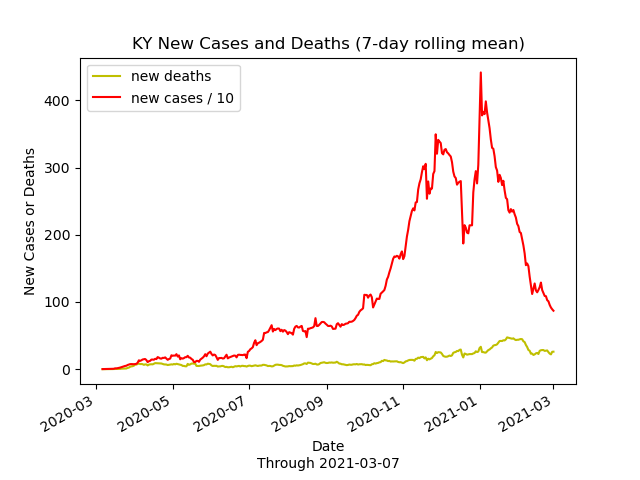 KY New Cases and Deaths (7-day rolling mean)
new deaths
new cases / 10
400
300
200
100
0
New Cases or Deaths
2020-03
2020-05
2020-07
2020-09
2020-11
2021-01
2021-03
Date
Through 2021-03-07